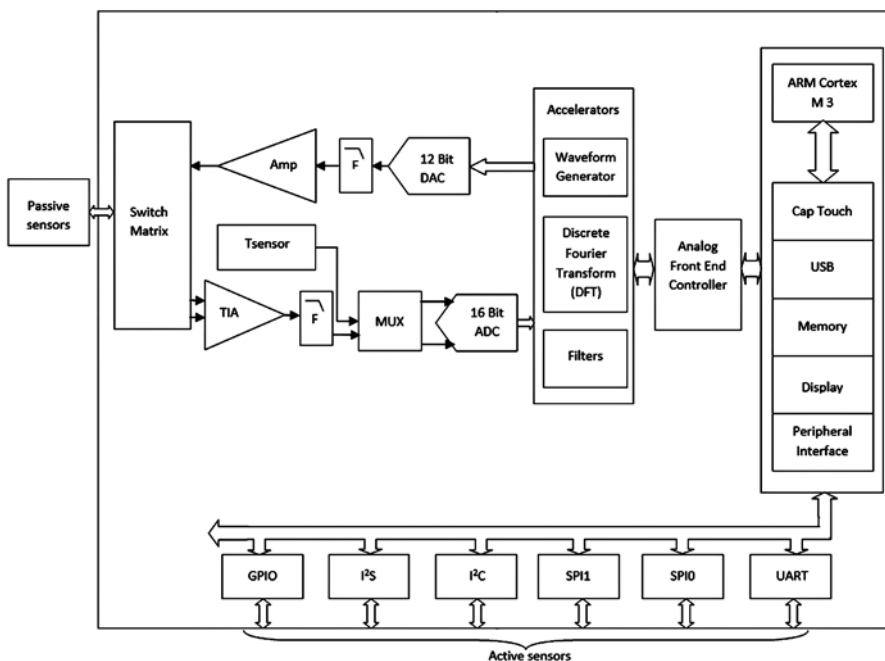 ARM Cortex
M 3
Accelerators
Waveform
Generator
12 Bit
DAC
F
Amp
Passive
sensors
Switch
Matrix
Cap Touch
Tsensor
Discrete
Fourier
Transform
(DFT)
Analog
Front End
Controller
USB
TIA
F
MUX
16 Bit
ADC
Memory
Filters
Display
Peripheral
Interface
GPIO
I²S
I²C
SPI1
SPI0
UART
Active sensors